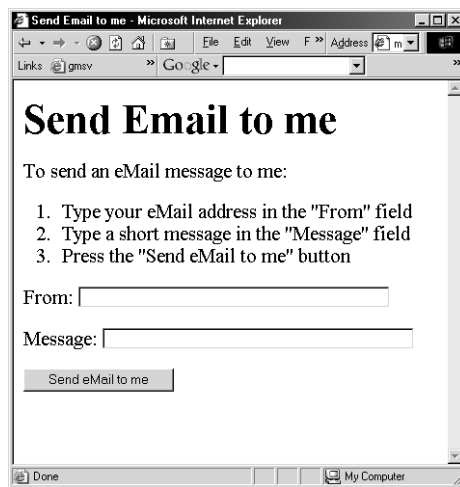 Send Email to me - Microsoft Internet Explorer
File Edit View F » Address m
Links gmsv » Google »
Send Email to me
To send an eMail message to me:
1. Type your eMail address in the "From" field
2. Type a short message in the "Message" field
3. Press the "Send eMail to me" button
From:
Message:
Send eMail to me
Done My Computer